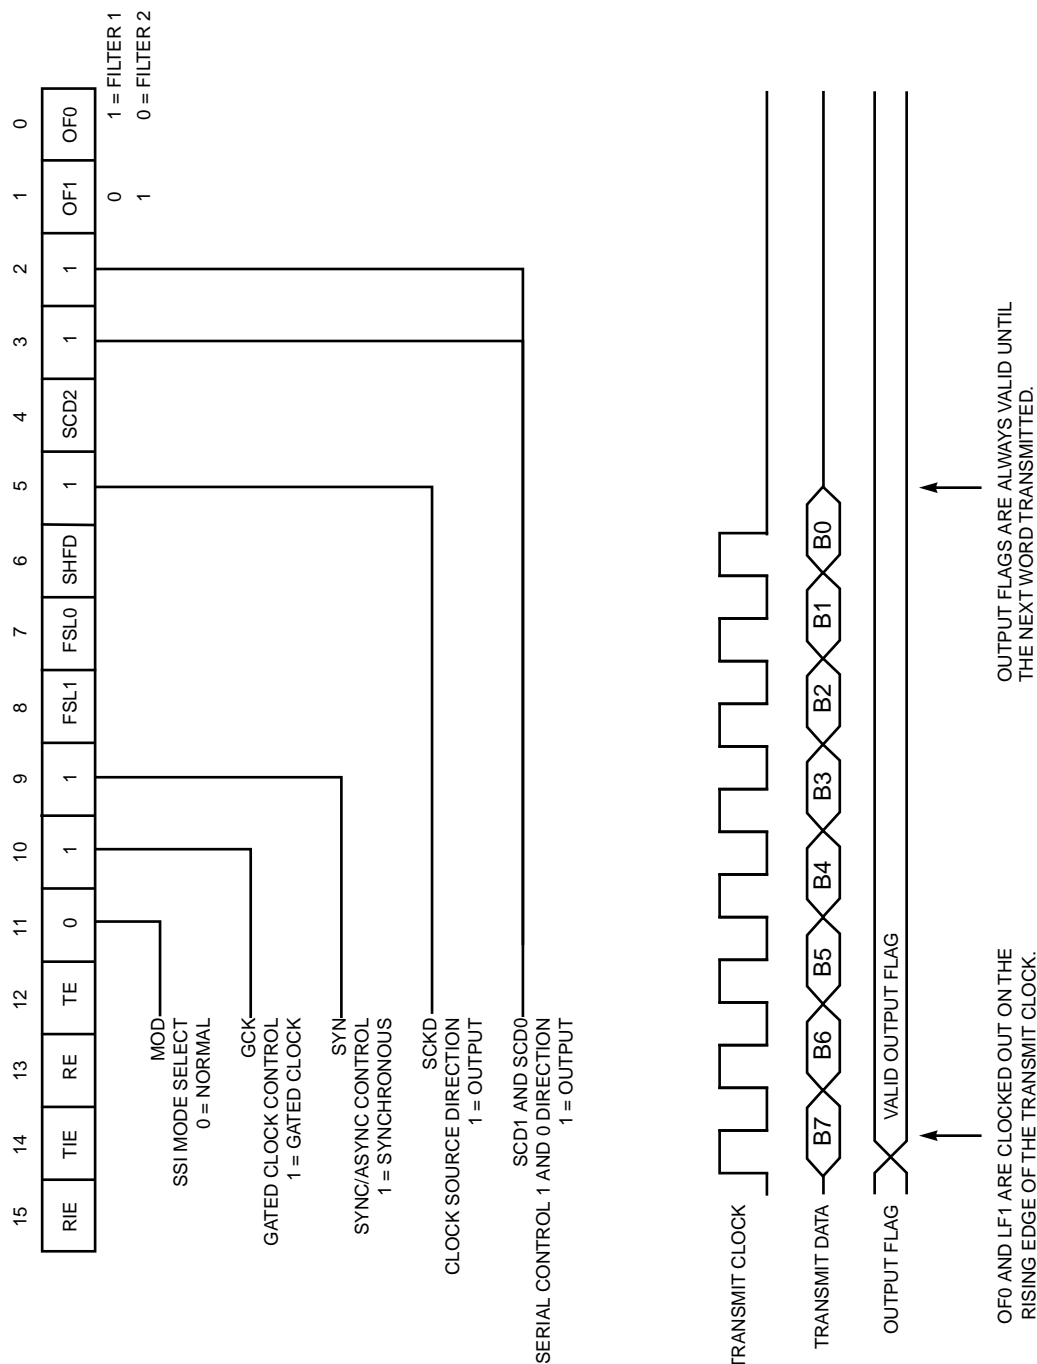 15 14 13 12 11 10 9 8 7 6 5 4 3 2 1 0
RIE TIE RE TE 0 1 1 FSL1 FSL0 SHFD 1 SCD2 1 1 OF1 OF0
0 1 = FILTER 1
1 0 = FILTER 2
MOD
SSI MODE SELECT
0 = NORMAL
GCK
GATED CLOCK CONTROL
1 = GATED CLOCK
SYN
SYNC/ASYNC CONTROL
1 = SYNCHRONOUS
SCKD
CLOCK SOURCE DIRECTION
1 = OUTPUT
SCD1 AND SCD0
SERIAL CONTROL 1 AND 0 DIRECTION
1 = OUTPUT
TRANSMIT CLOCK
TRANSMIT DATA B7 B6 B5 B4 B3 B2 B1 B0
OUTPUT FLAG VALID OUTPUT FLAG
OF0 AND LF1 ARE CLOCKED OUT ON THE
RISING EDGE OF THE TRANSMIT CLOCK.
OUTPUT FLAGS ARE ALWAYS VALID UNTIL
THE NEXT WORD TRANSMITTED.